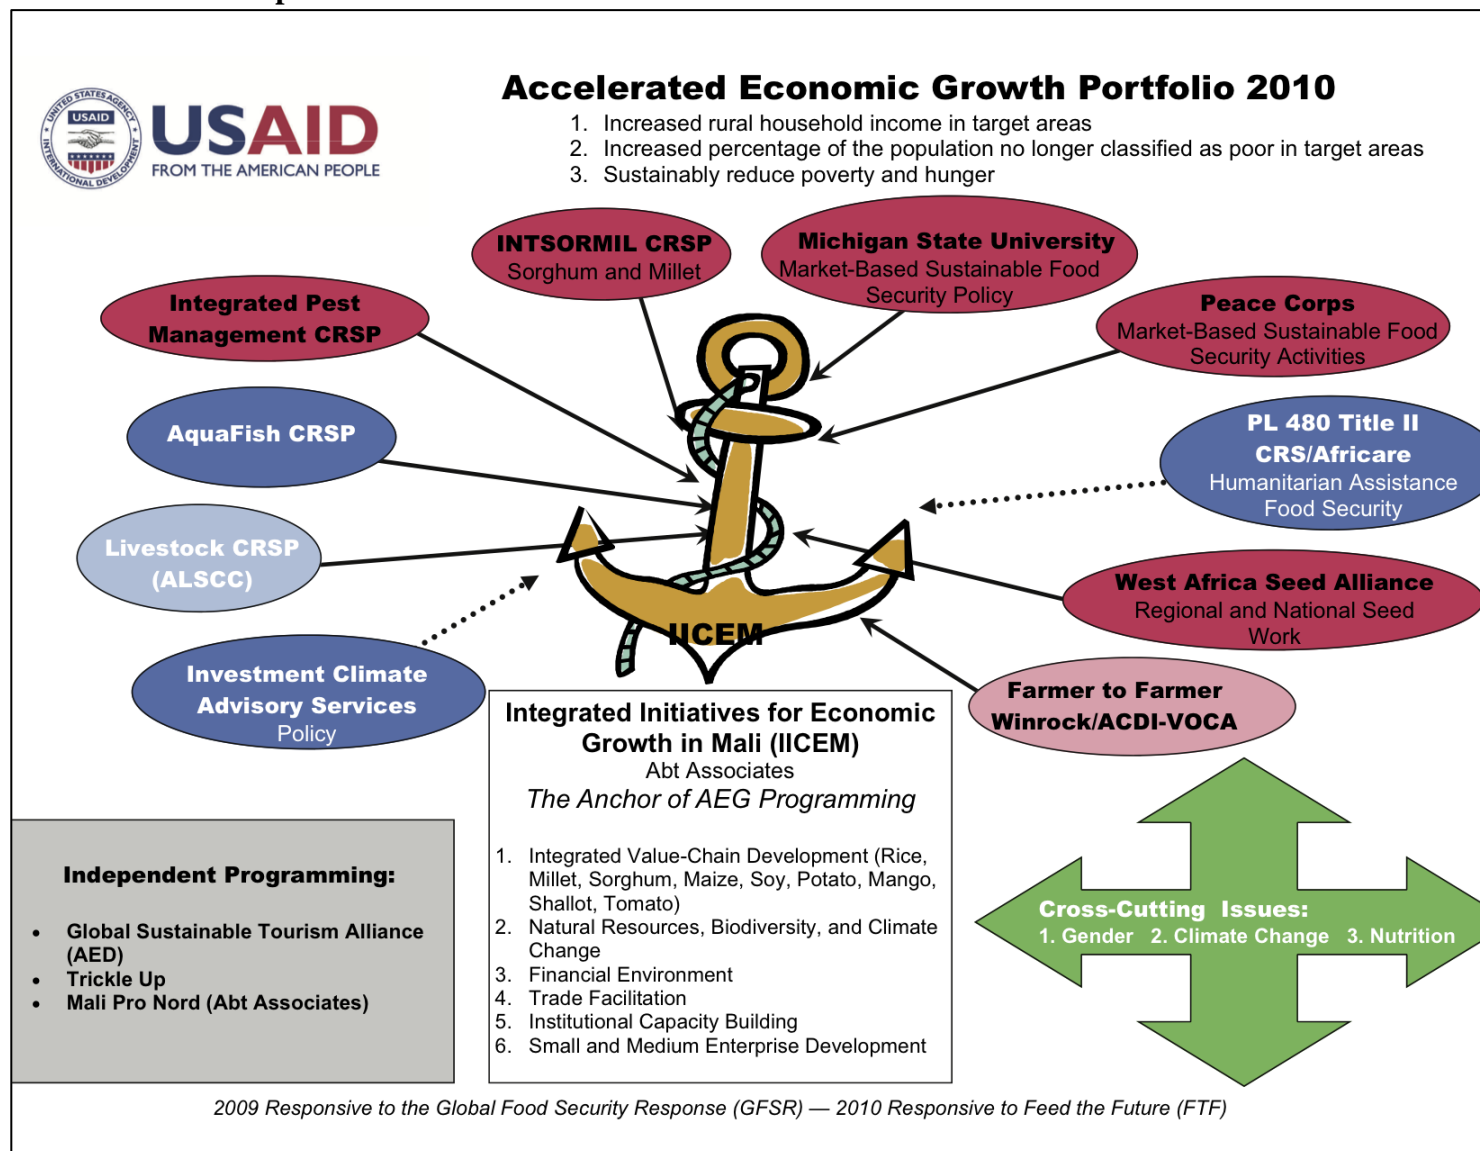 UNITED STATES AGENCY
USAID
INTERNATIONAL DEVELOPMENT
USAID
FROM THE AMERICAN PEOPLE
Accelerated Economic Growth Portfolio 2010
1. Increased rural household income in target areas
2. Increased percentage of the population no longer classified as poor in target areas
3. Sustainably reduce poverty and hunger
INTSORMIL CRSP
Sorghum and Millet
Michigan State University
Market-Based Sustainable Food
Security Policy
Integrated Pest
Management CRSP
Peace Corps
Market-Based Sustainable Food
Security Activities
AquaFish CRSP
PL 480 Title II
CRS/Africare
Humanitarian Assistance
Food Security
Livestock CRSP
(ALSCC)
West Africa Seed Alliance
Regional and National Seed
Work
IICEM
Investment Climate
Advisory Services
Policy
Farmer to Farmer
Winrock/ACDI-VOCA
Integrated Initiatives for Economic
Growth in Mali (IICEM)
Abt Associates
The Anchor of AEG Programming
1. Integrated Value-Chain Development (Rice,
Millet, Sorghum, Maize, Soy, Potato, Mango,
Shallot, Tomato)
2. Natural Resources, Biodiversity, and Climate
Change
3. Financial Environment
4. Trade Facilitation
5. Institutional Capacity Building
6. Small and Medium Enterprise Development
Independent Programming:
• Global Sustainable Tourism Alliance
(AED)
• Trickle Up
• Mali Pro Nord (Abt Associates)
Cross-Cutting Issues:
1. Gender 2. Climate Change 3. Nutrition
2009 Responsive to the Global Food Security Response (GFSR) — 2010 Responsive to Feed the Future (FTF)